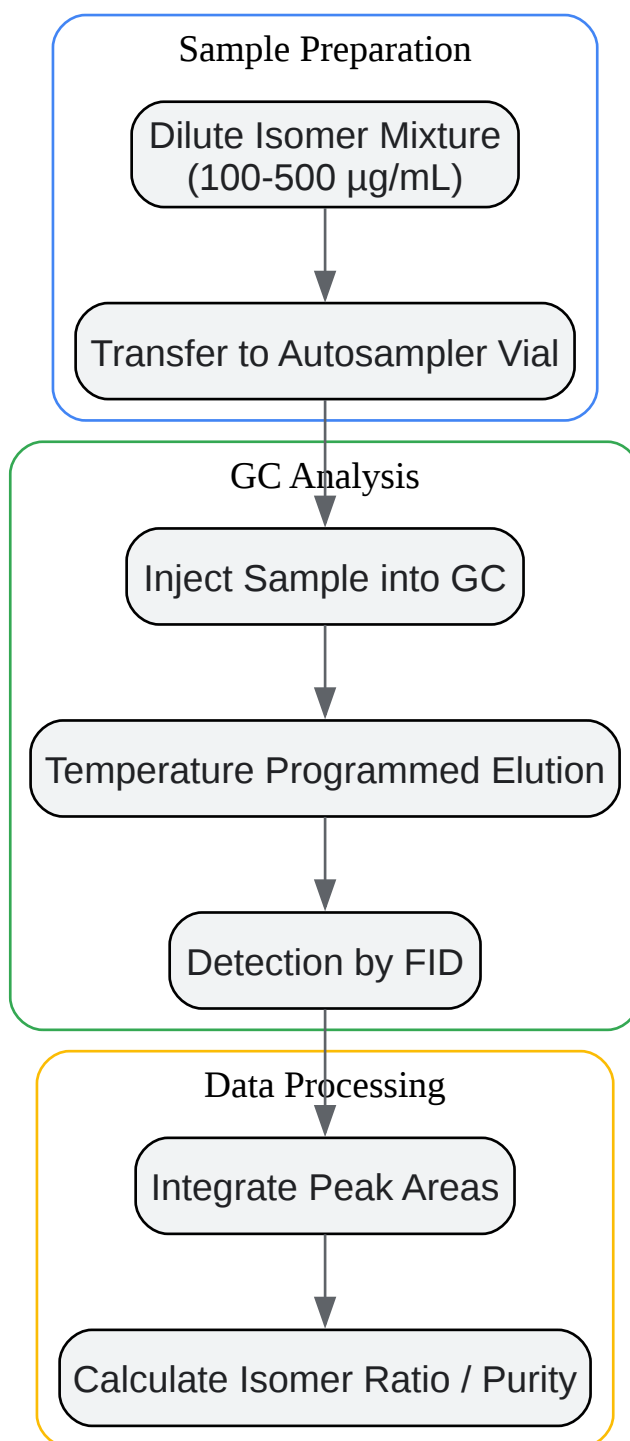 Sample Preparation
Dilute Isomer Mixture
(100-500 µg/mL)
Transfer to Autosampler Vial
GC Analysis
Inject Sample into GC
Temperature Programmed Elution
Detection by FID
Data Processing
Integrate Peak Areas
Calculate Isomer Ratio / Purity